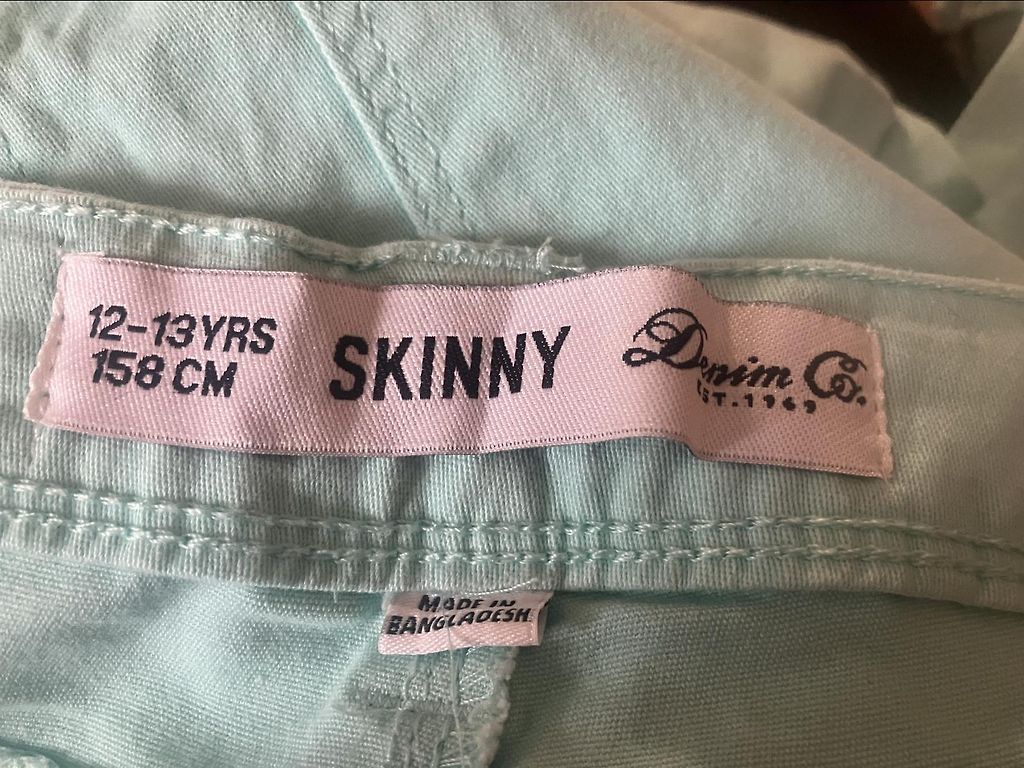 12-13YRS
158 CM
SKINNY
Denim Co.
EST.1969
MADE IN
BANGLADESH